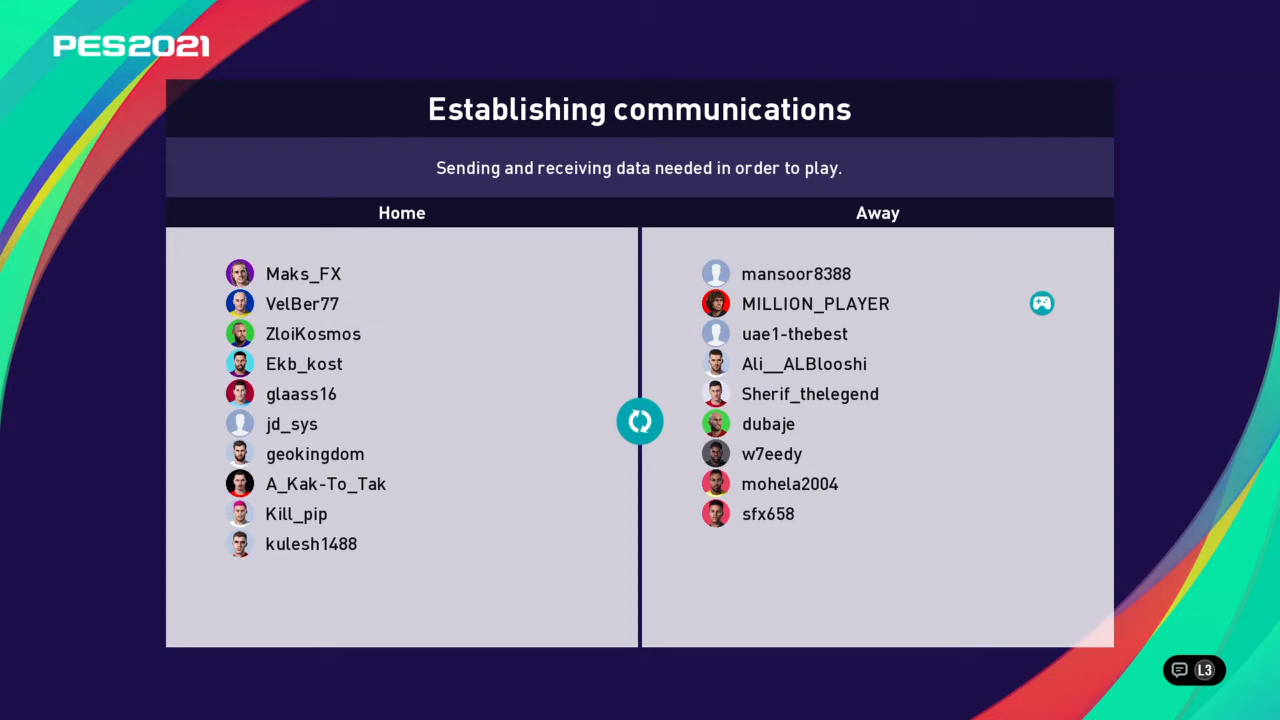 PES2021
Establishing communications
Sending and receiving data needed in order to play.
Home
Away
Maks_FX
VelBer77
ZloiKosmos
Ekb_kost
glaass16
jd_sys
geokingdom
A_Kak-To_Tak
Kill_pip
kulesh1488
mansoor8388
MILLION_PLAYER
uae1-thebest
Ali__ALBlooshi
Sherif_thelegend
dubaje
w7eedy
mohela2004
sfx658
L3